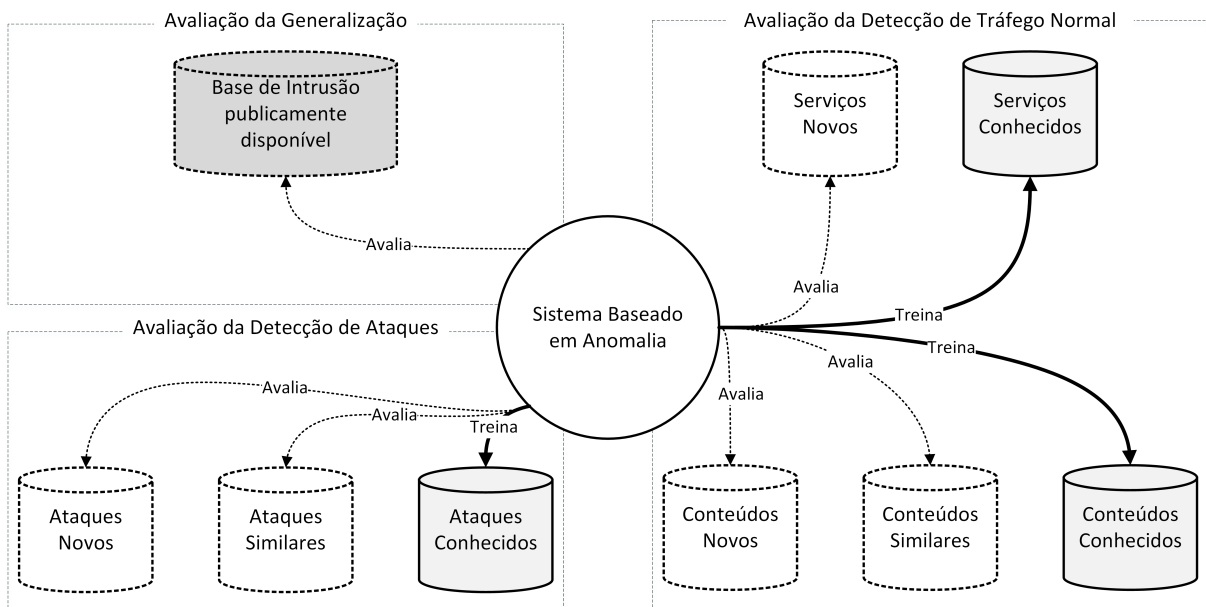 Avaliação da Generalização
Base de Intrusão
publicamente
disponível
Avalia
Avaliação da Detecção de Tráfego Normal
Serviços
Novos
Serviços
Conhecidos
Avalia
Treina
Treina
Avalia
Avalia
Sistema Baseado
em Anomalia
Avaliação da Detecção de Ataques
Avalia
Avalia
Treina
Ataques
Novos
Ataques
Similares
Ataques
Conhecidos
Conteúdos
Novos
Conteúdos
Similares
Conteúdos
Conhecidos